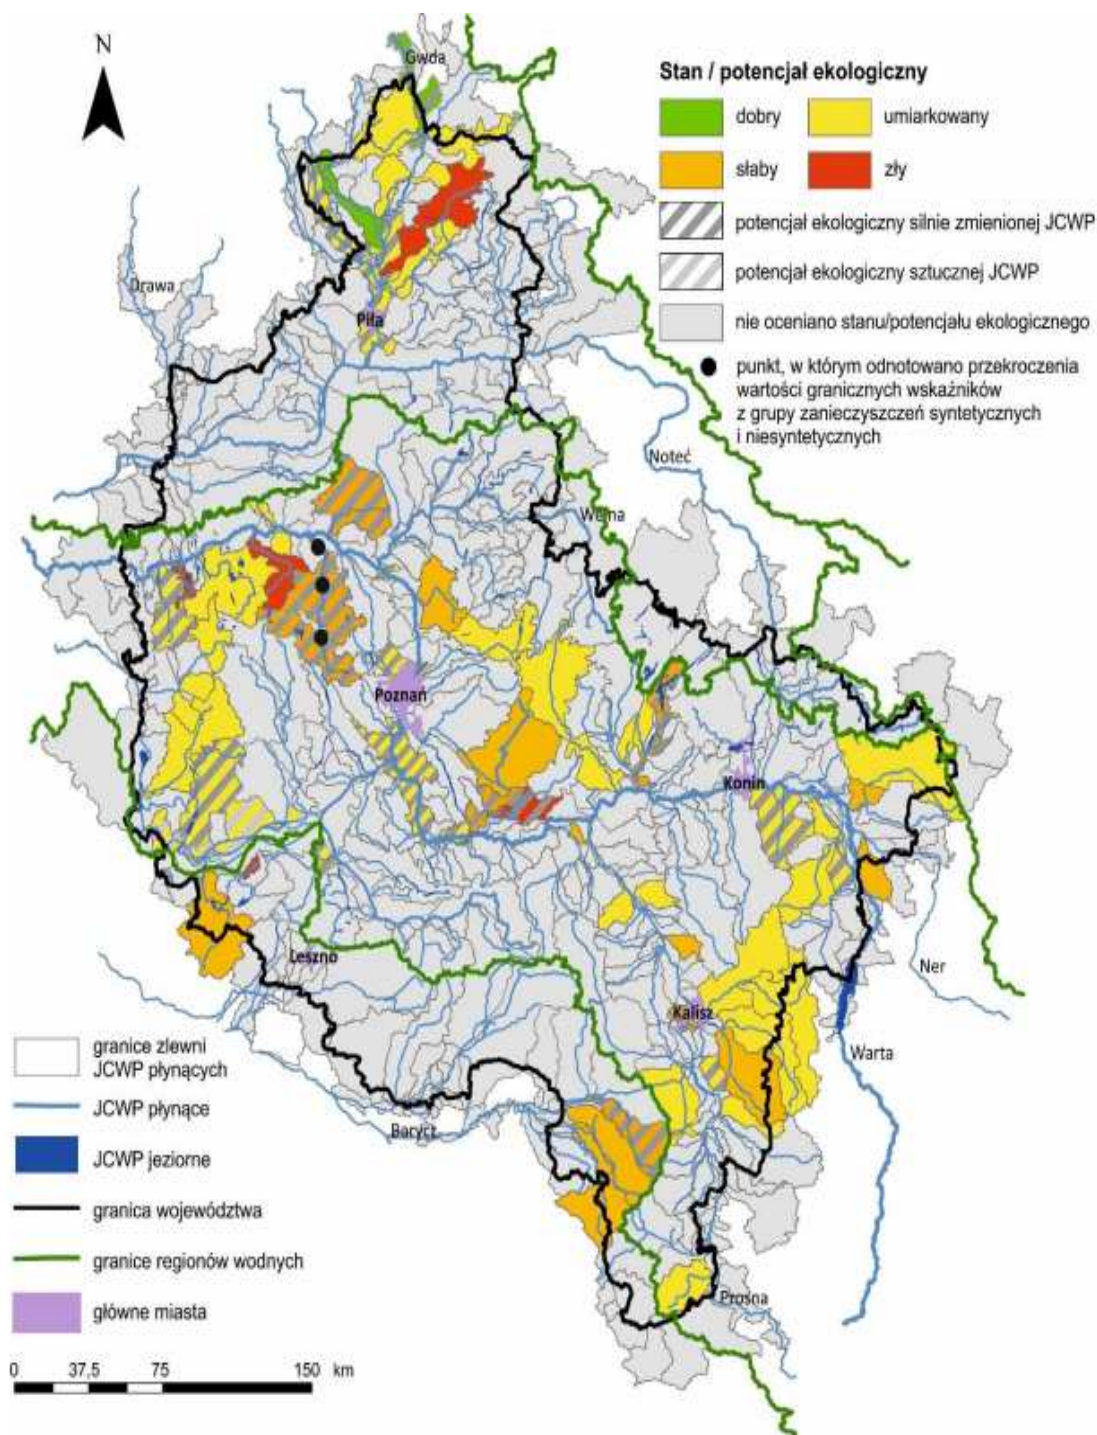 N
Gwda
Stan / potencjał ekologiczny
dobry
umiarkowany
słaby
zły
potencjał ekologiczny silnie zmienionej JCWP
potencjał ekologiczny sztucznej JCWP
nie oceniano stanu/potencjału ekologicznego
punkt, w którym odnotowano przekroczenia
wartości granicznych wskaźników
z grupy zanieczyszczeń syntetycznych
i niesyntetycznych
Drawa
Piła
Noteć
Wełna
Poznań
Konin
Leszno
Ner
Kalisz
Warta
Barycz
Prosna
granice zlewni
JCWP płynących
JCWP płynące
JCWP jeziorne
granica województwa
granice regionów wodnych
główne miasta
0 37,5 75 150 km